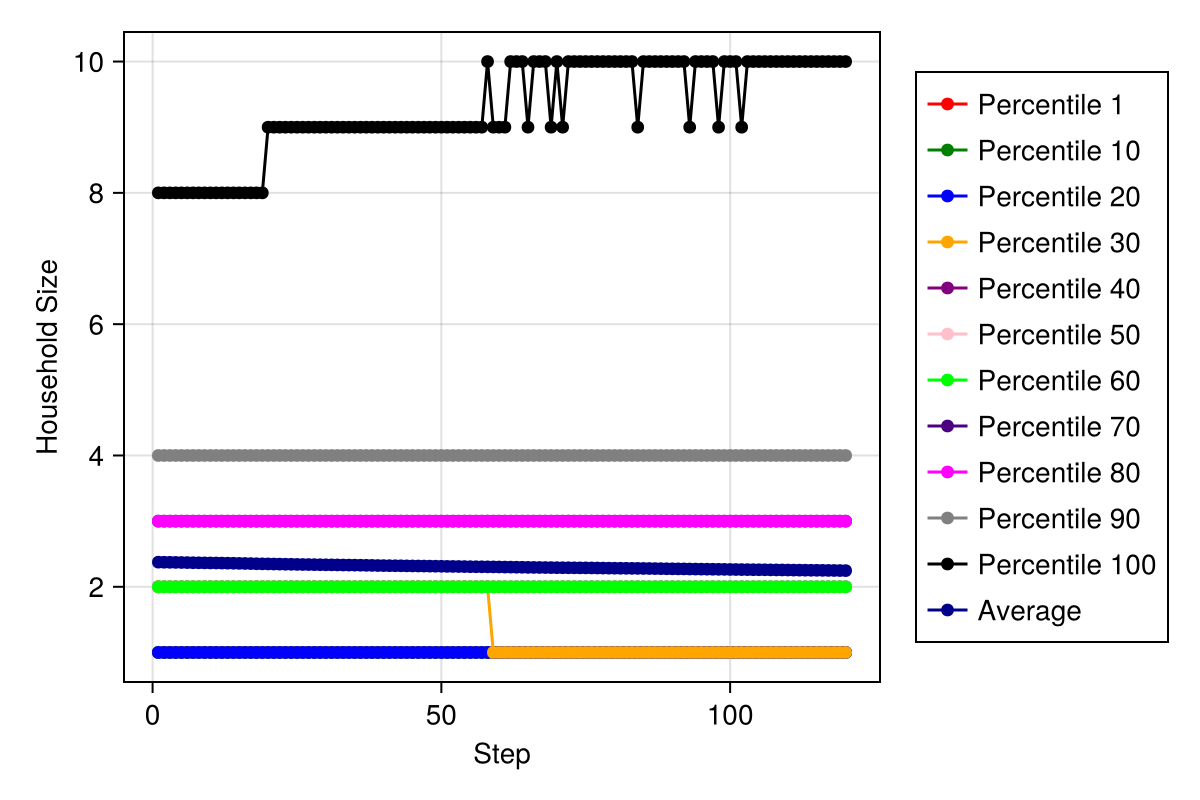 10
8
6
4
2
Household Size
0
50
100
Step
Percentile 1
Percentile 10
Percentile 20
Percentile 30
Percentile 40
Percentile 50
Percentile 60
Percentile 70
Percentile 80
Percentile 90
Percentile 100
Average